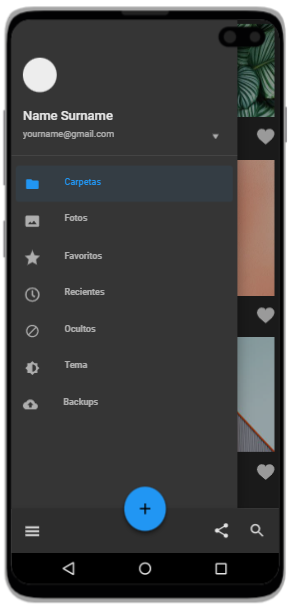 Name Surname
yourname@gmail.com
Carpetas
Fotos
Favoritos
Recientes
Ocultos
Tema
Backups